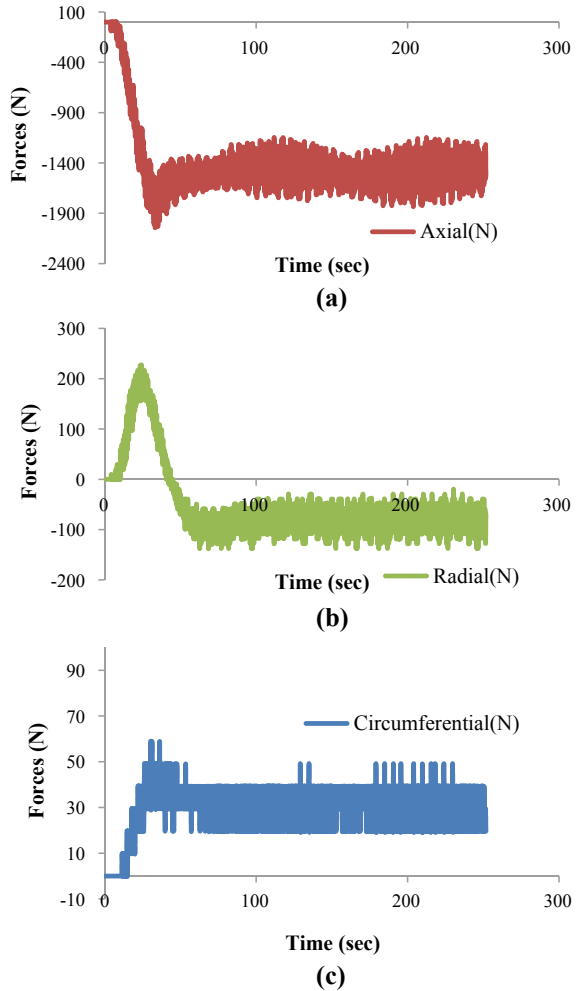 100
0 100 200 300
-400
-900
-1400
-1900
-2400
Forces (N)
Axial(N)
Time (sec)
(a)
300
200
100
0
0 100 200 300
-100
-200
Forces (N)
Time (sec)
Radial(N)
(b)
90
70
50
30
10
-10
0 100 200 300
Forces (N)
Circumferential(N)
Time (sec)
(c)